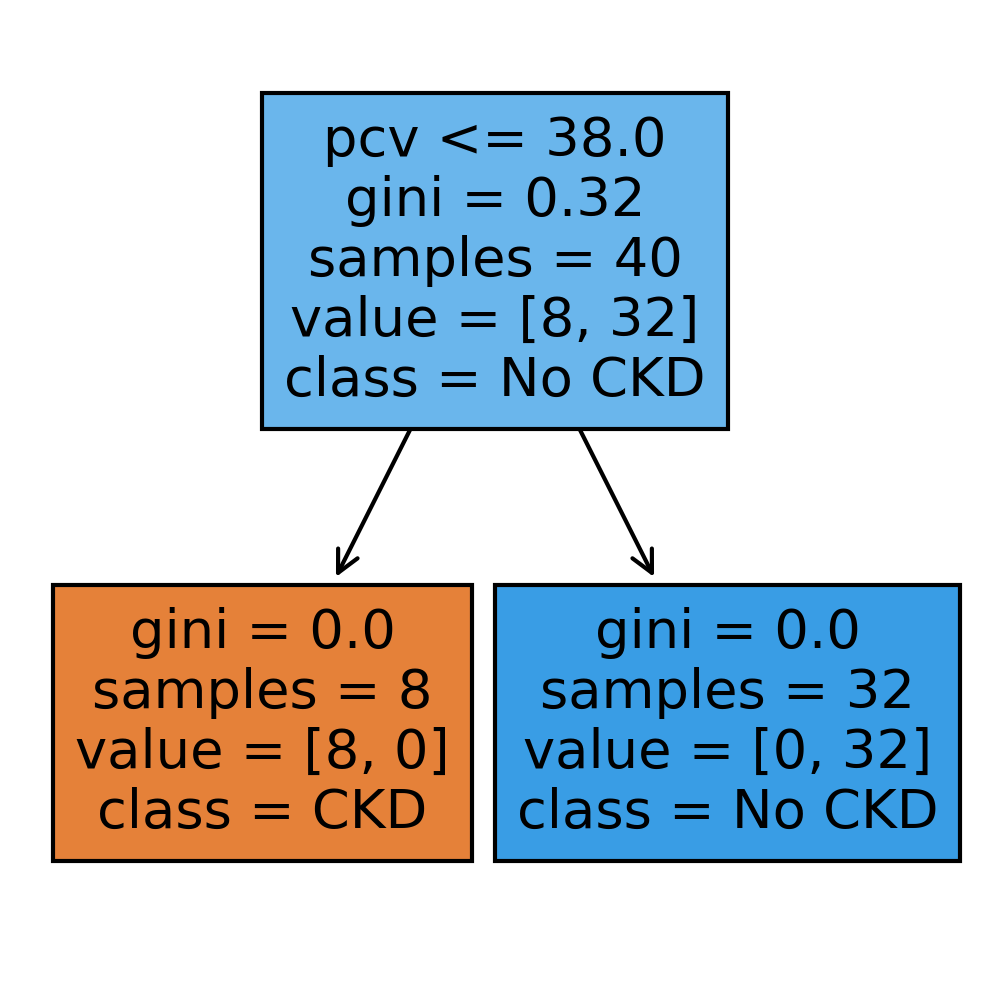 pcv <= 38.0
gini = 0.32
samples = 40
value = [8, 32]
class = No CKD
gini = 0.0
samples = 8
value = [8, 0]
class = CKD
gini = 0.0
samples = 32
value = [0, 32]
class = No CKD